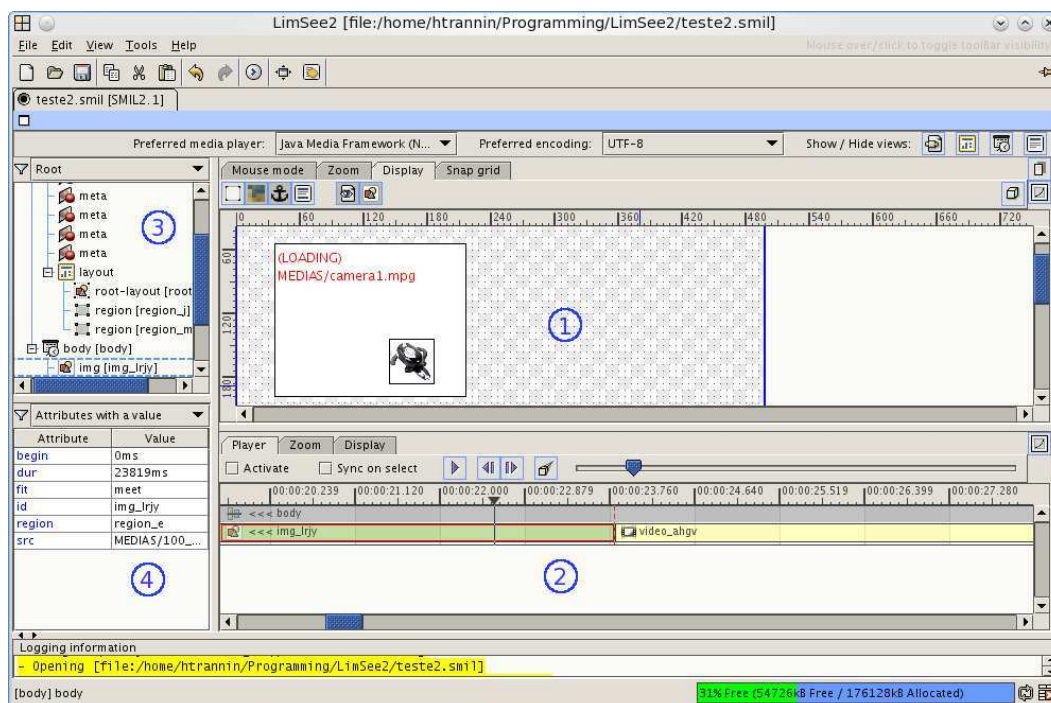 LimSee2 [file:/home/htrannin/Programming/LimSee2/teste2.smil]
File Edit View Tools Help
Mouse over/click to toggle toolbar visibility
teste2.smil [SMIL2.1]
Preferred media player: Java Media Framework (N... Preferred encoding: UTF-8 Show / Hide views:
Root
meta
meta
meta
meta
layout
root-layout [root
region [region_j]
region [region_m
body [body]
img [img_lrjy]
Mouse mode Zoom Display Snap grid
0 60 120 180 240 300 360 420 480 540 600 660 720
60
120
180
(LOADING)
MEDIAS/camera1.mpg
1
3
Attributes with a value
Attribute Value
begin 0ms
dur 23819ms
fit meet
id img_lrjy
region region_e
src MEDIAS/100_...
4
Player Zoom Display
Activate Sync on select
00:00:20.239 00:00:21.120 00:00:22.000 00:00:22.879 00:00:23.760 00:00:24.640 00:00:25.519 00:00:26.399 00:00:27.280
<<< body
<<< img_lrjy video_ahgv
2
Logging information
- Opening [file:/home/htrannin/Programming/LimSee2/teste2.smil]
[body] body
31% Free (54726kB Free / 176128kB Allocated)